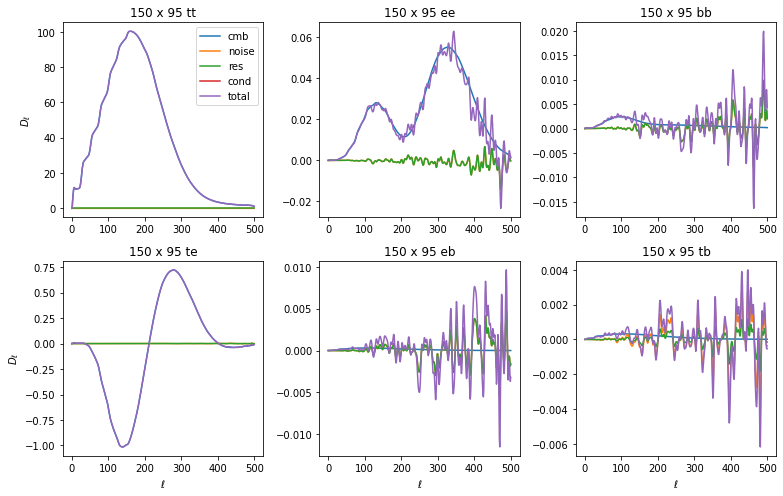 150 x 95 tt
150 x 95 ee
150 x 95 bb
100
80
60
40
20
0
Dℓ
cmb
noise
res
cond
total
0 100 200 300 400 500
0.06
0.04
0.02
0.00
−0.02
0 100 200 300 400 500
0.020
0.015
0.010
0.005
0.000
−0.005
−0.010
−0.015
0 100 200 300 400 500
150 x 95 te
150 x 95 eb
150 x 95 tb
0.75
0.50
0.25
0.00
−0.25
−0.50
−0.75
−1.00
Dℓ
0 100 200 300 400 500
ℓ
0.010
0.005
0.000
−0.005
−0.010
0 100 200 300 400 500
ℓ
0.004
0.002
0.000
−0.002
−0.004
−0.006
0 100 200 300 400 500
ℓ